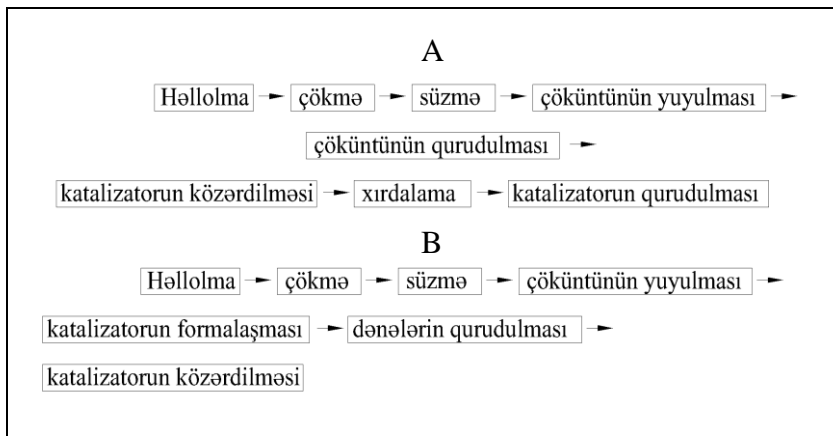 A
Həllolma → çökmə → süzmə → çöküntünün yuyulması →
çöküntünün qurudulması →
katalizatorun közərdilməsi → xırdalama → katalizatorun qurudulması
B
Həllolma → çökmə → süzmə → çöküntünün yuyulması →
katalizatorun formalaşması → dənələrin qurudulması →
katalizatorun közərdilməsi